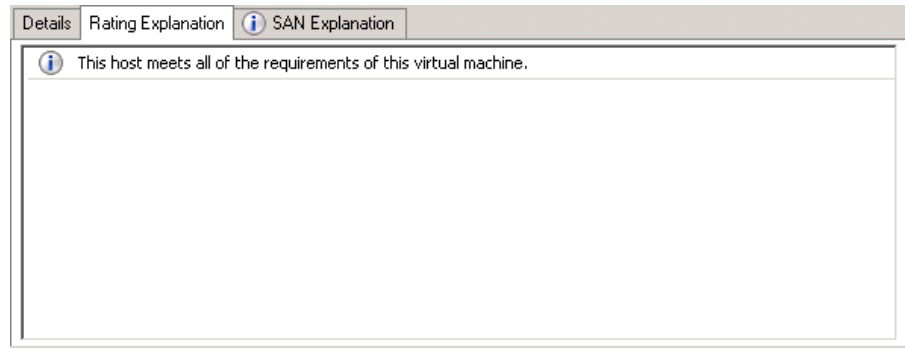 Details Rating Explanation SAN Explanation
This host meets all of the requirements of this virtual machine.